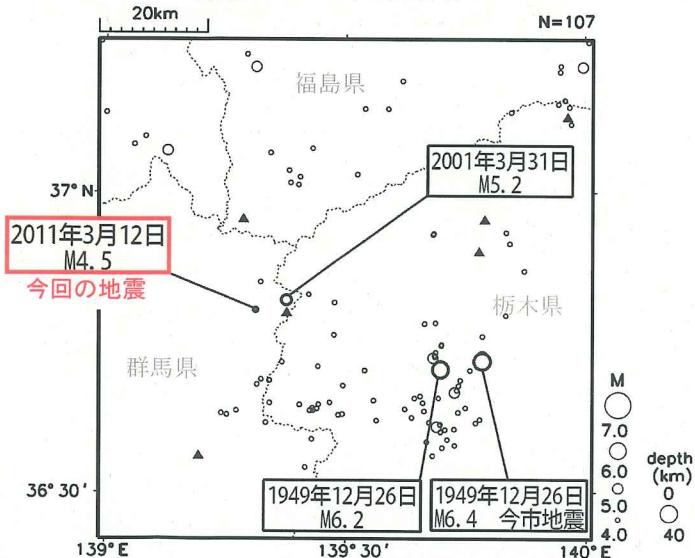 20km
N=107
福島県
2001年3月31日
M5.2
37° N
2011年3月12日
M4.5
今回の地震
栃木県
群馬県
M
7.0
6.0
5.0
4.0
depth
(km)
0
40
1949年12月26日
M6.2
1949年12月26日
M6.4 今市地震
36° 30'
139° E
139° 30'
140° E